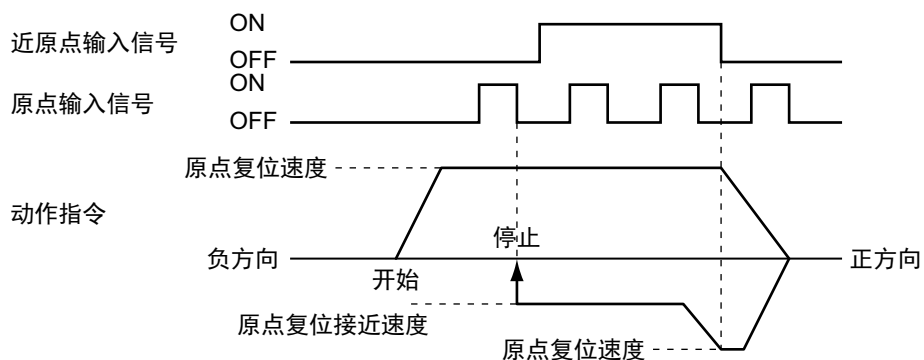 ON
近原点输入信号
OFF
ON
原点输入信号
OFF
原点复位速度
动作指令
停止
负方向
正方向
开始
原点复位接近速度
原点复位速度